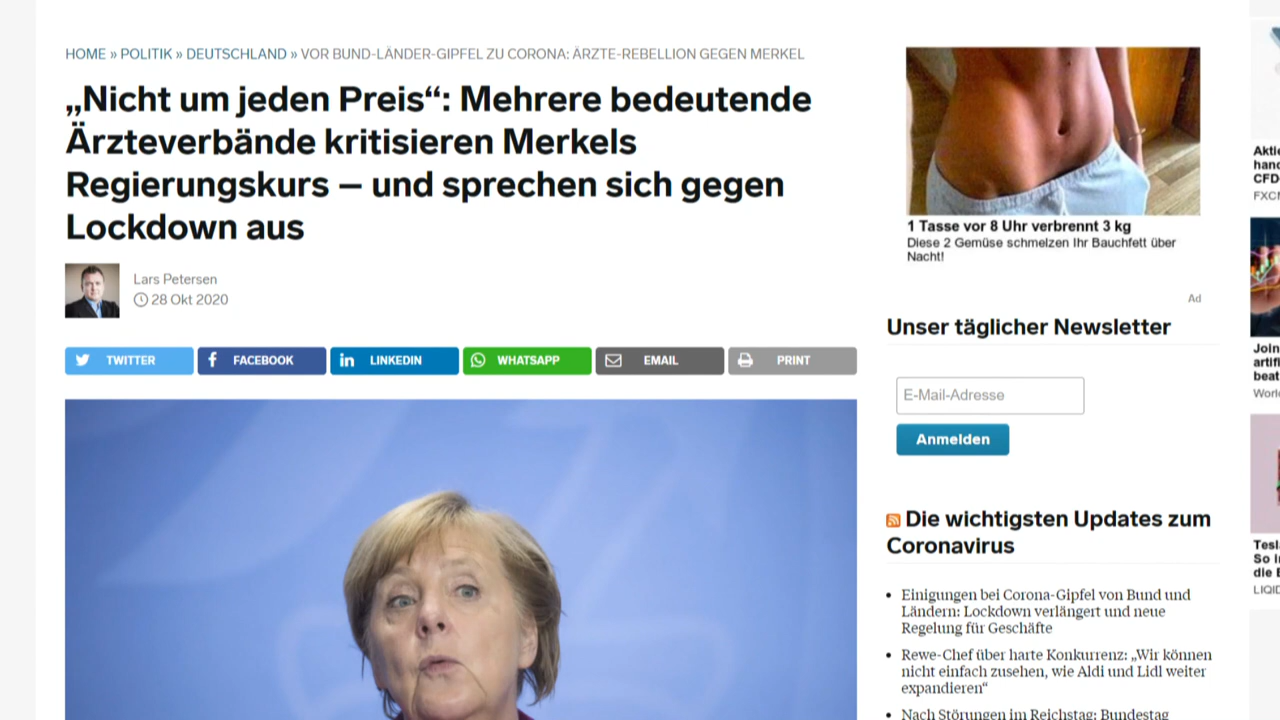 HOME » POLITIK » DEUTSCHLAND » VOR BUND-LÄNDER-GIPFEL ZU CORONA: ÄRZTE-REBELLION GEGEN MERKEL
„Nicht um jeden Preis“: Mehrere bedeutende
Ärzteverbände kritisieren Merkels
Regierungskurs – und sprechen sich gegen
Lockdown aus
Lars Petersen
28 Okt 2020
TWITTER
FACEBOOK
LINKEDIN
WHATSAPP
EMAIL
PRINT
1 Tasse vor 8 Uhr verbrennt 3 kg
Diese 2 Gemüse schmelzen Ihr Bauchfett über
Nacht!
Ad
Unser täglicher Newsletter
E-Mail-Adresse
Anmelden
Die wichtigsten Updates zum
Coronavirus
Einigungen bei Corona-Gipfel von Bund und
Ländern: Lockdown verlängert und neue
Regelung für Geschäfte
Rewe-Chef über harte Konkurrenz: „Wir können
nicht einfach zusehen, wie Aldi und Lidl weiter
expandieren“
Nach Störungen im Reichstag: Bundestag
CFD
Join
artifi
beat
Tesl
So
die